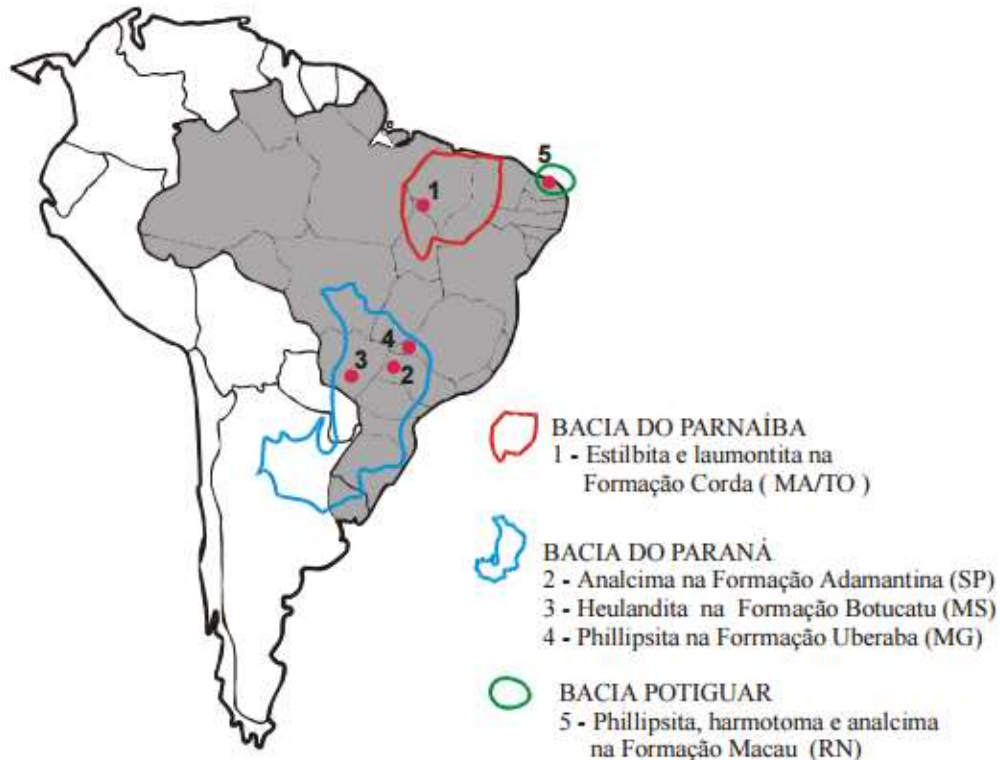 5
1
4
3
2
BACIA DO PARNAÍBA
1 - Estilbita e laumontita na
Formação Corda ( MA/TO )
BACIA DO PARANÁ
2 - Analcima na Formação Adamantina (SP)
3 - Heulandita na Formação Botucatu (MS)
4 - Phillipsita na Forrmação Uberaba (MG)
BACIA POTIGUAR
5 - Phillipsita, harmotoma e analcima
na Formação Macau (RN)